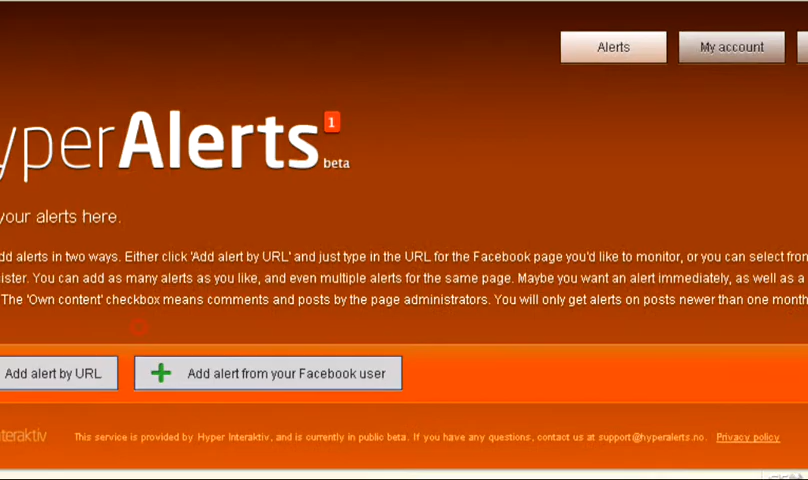 Alerts
My account
yperAlerts 1
beta
your alerts here.
dd alerts in two ways. Either click 'Add alert by URL' and just type in the URL for the Facebook page you'd like to monitor, or you can select from
ister. You can add as many alerts as you like, and even multiple alerts for the same page. Maybe you want an alert immediately, as well as a
The 'Own content' checkbox means comments and posts by the page administrators. You will only get alerts on posts newer than one month
Add alert by URL
Add alert from your Facebook user
nteraktiv
This service is provided by Hyper Interaktiv, and is currently in public beta. If you have any questions, contact us at support@hyperalerts.no. Privacy policy